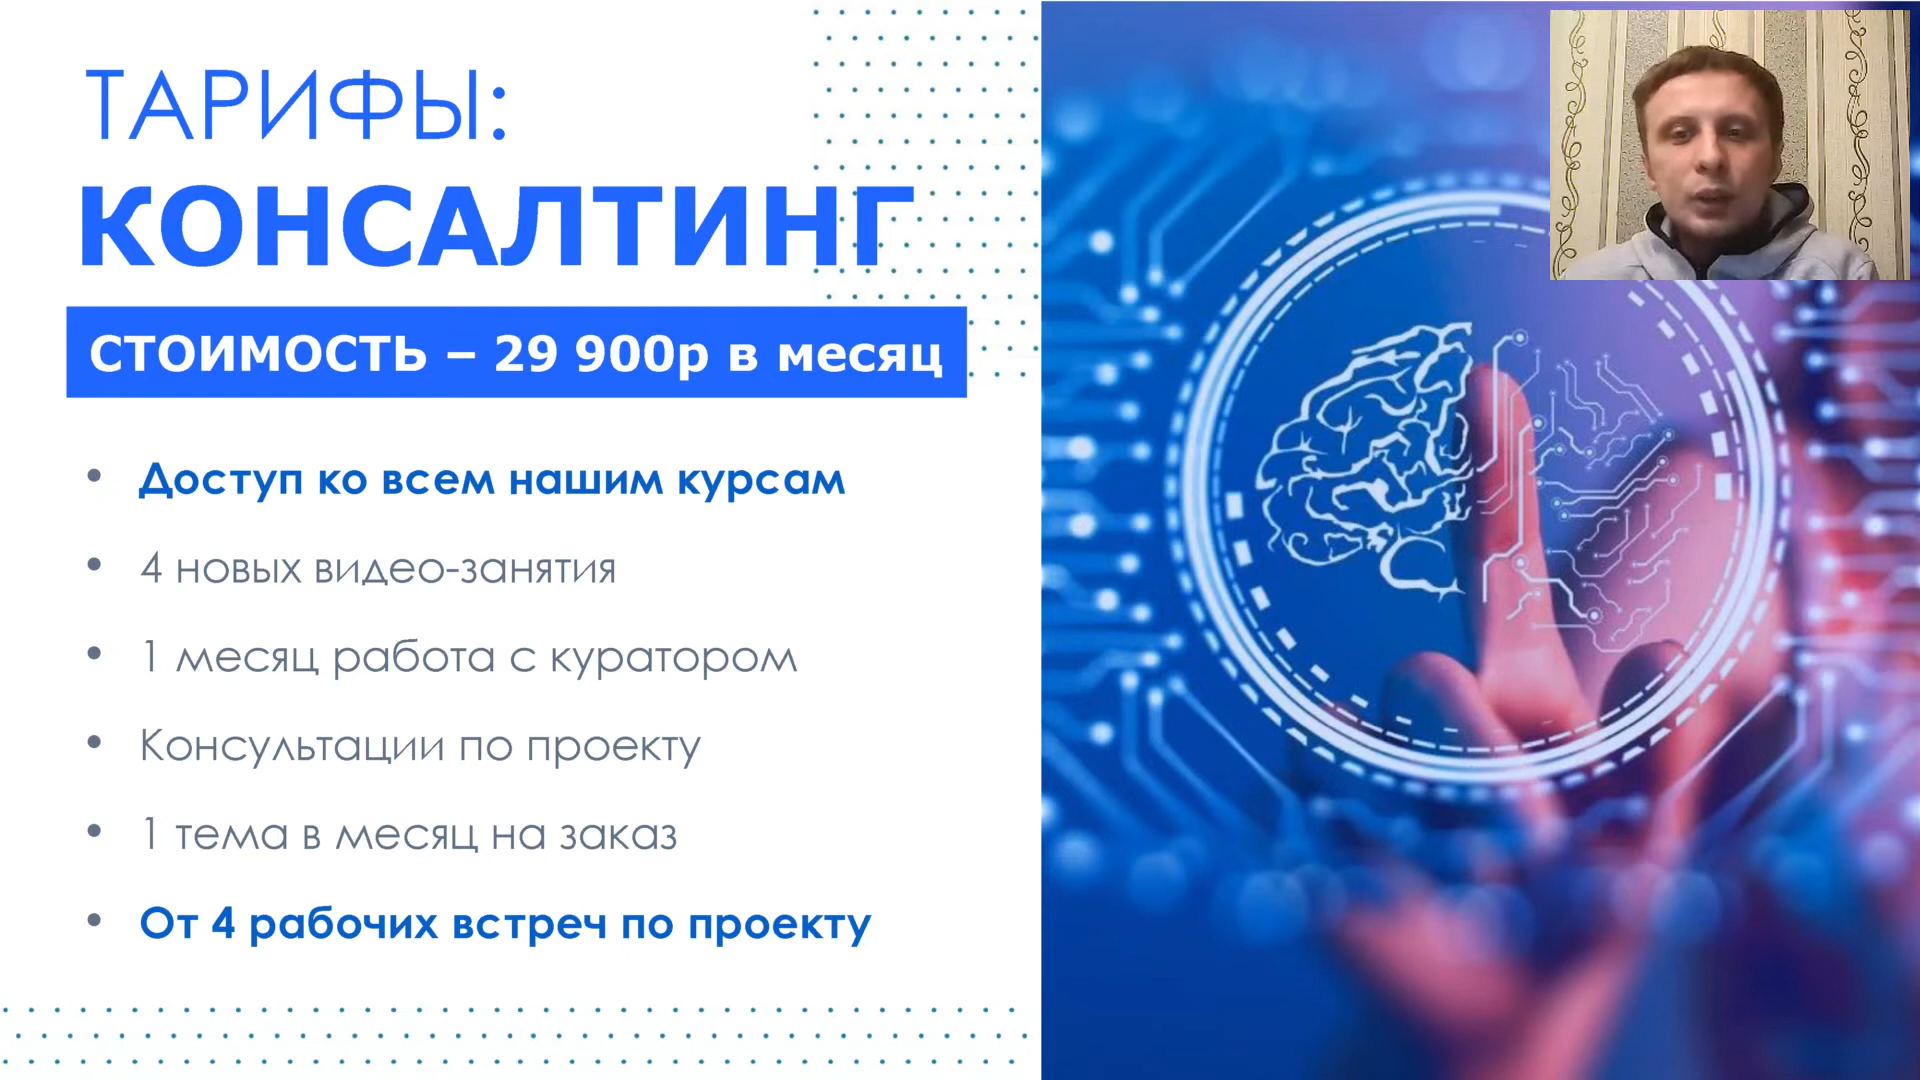 ТАРИФЫ:
КОНСАЛТИНГ
СТОИМОСТЬ – 29 900р в месяц
• Доступ ко всем нашим курсам
• 4 новых видео-занятия
• 1 месяц работа с куратором
• Консультации по проекту
• 1 тема в месяц на заказ
• От 4 рабочих встреч по проекту